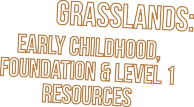 GRASSLANDS:
EARLY CHILDHOOD,
FOUNDATION & LEVEL 1
RESOURCES